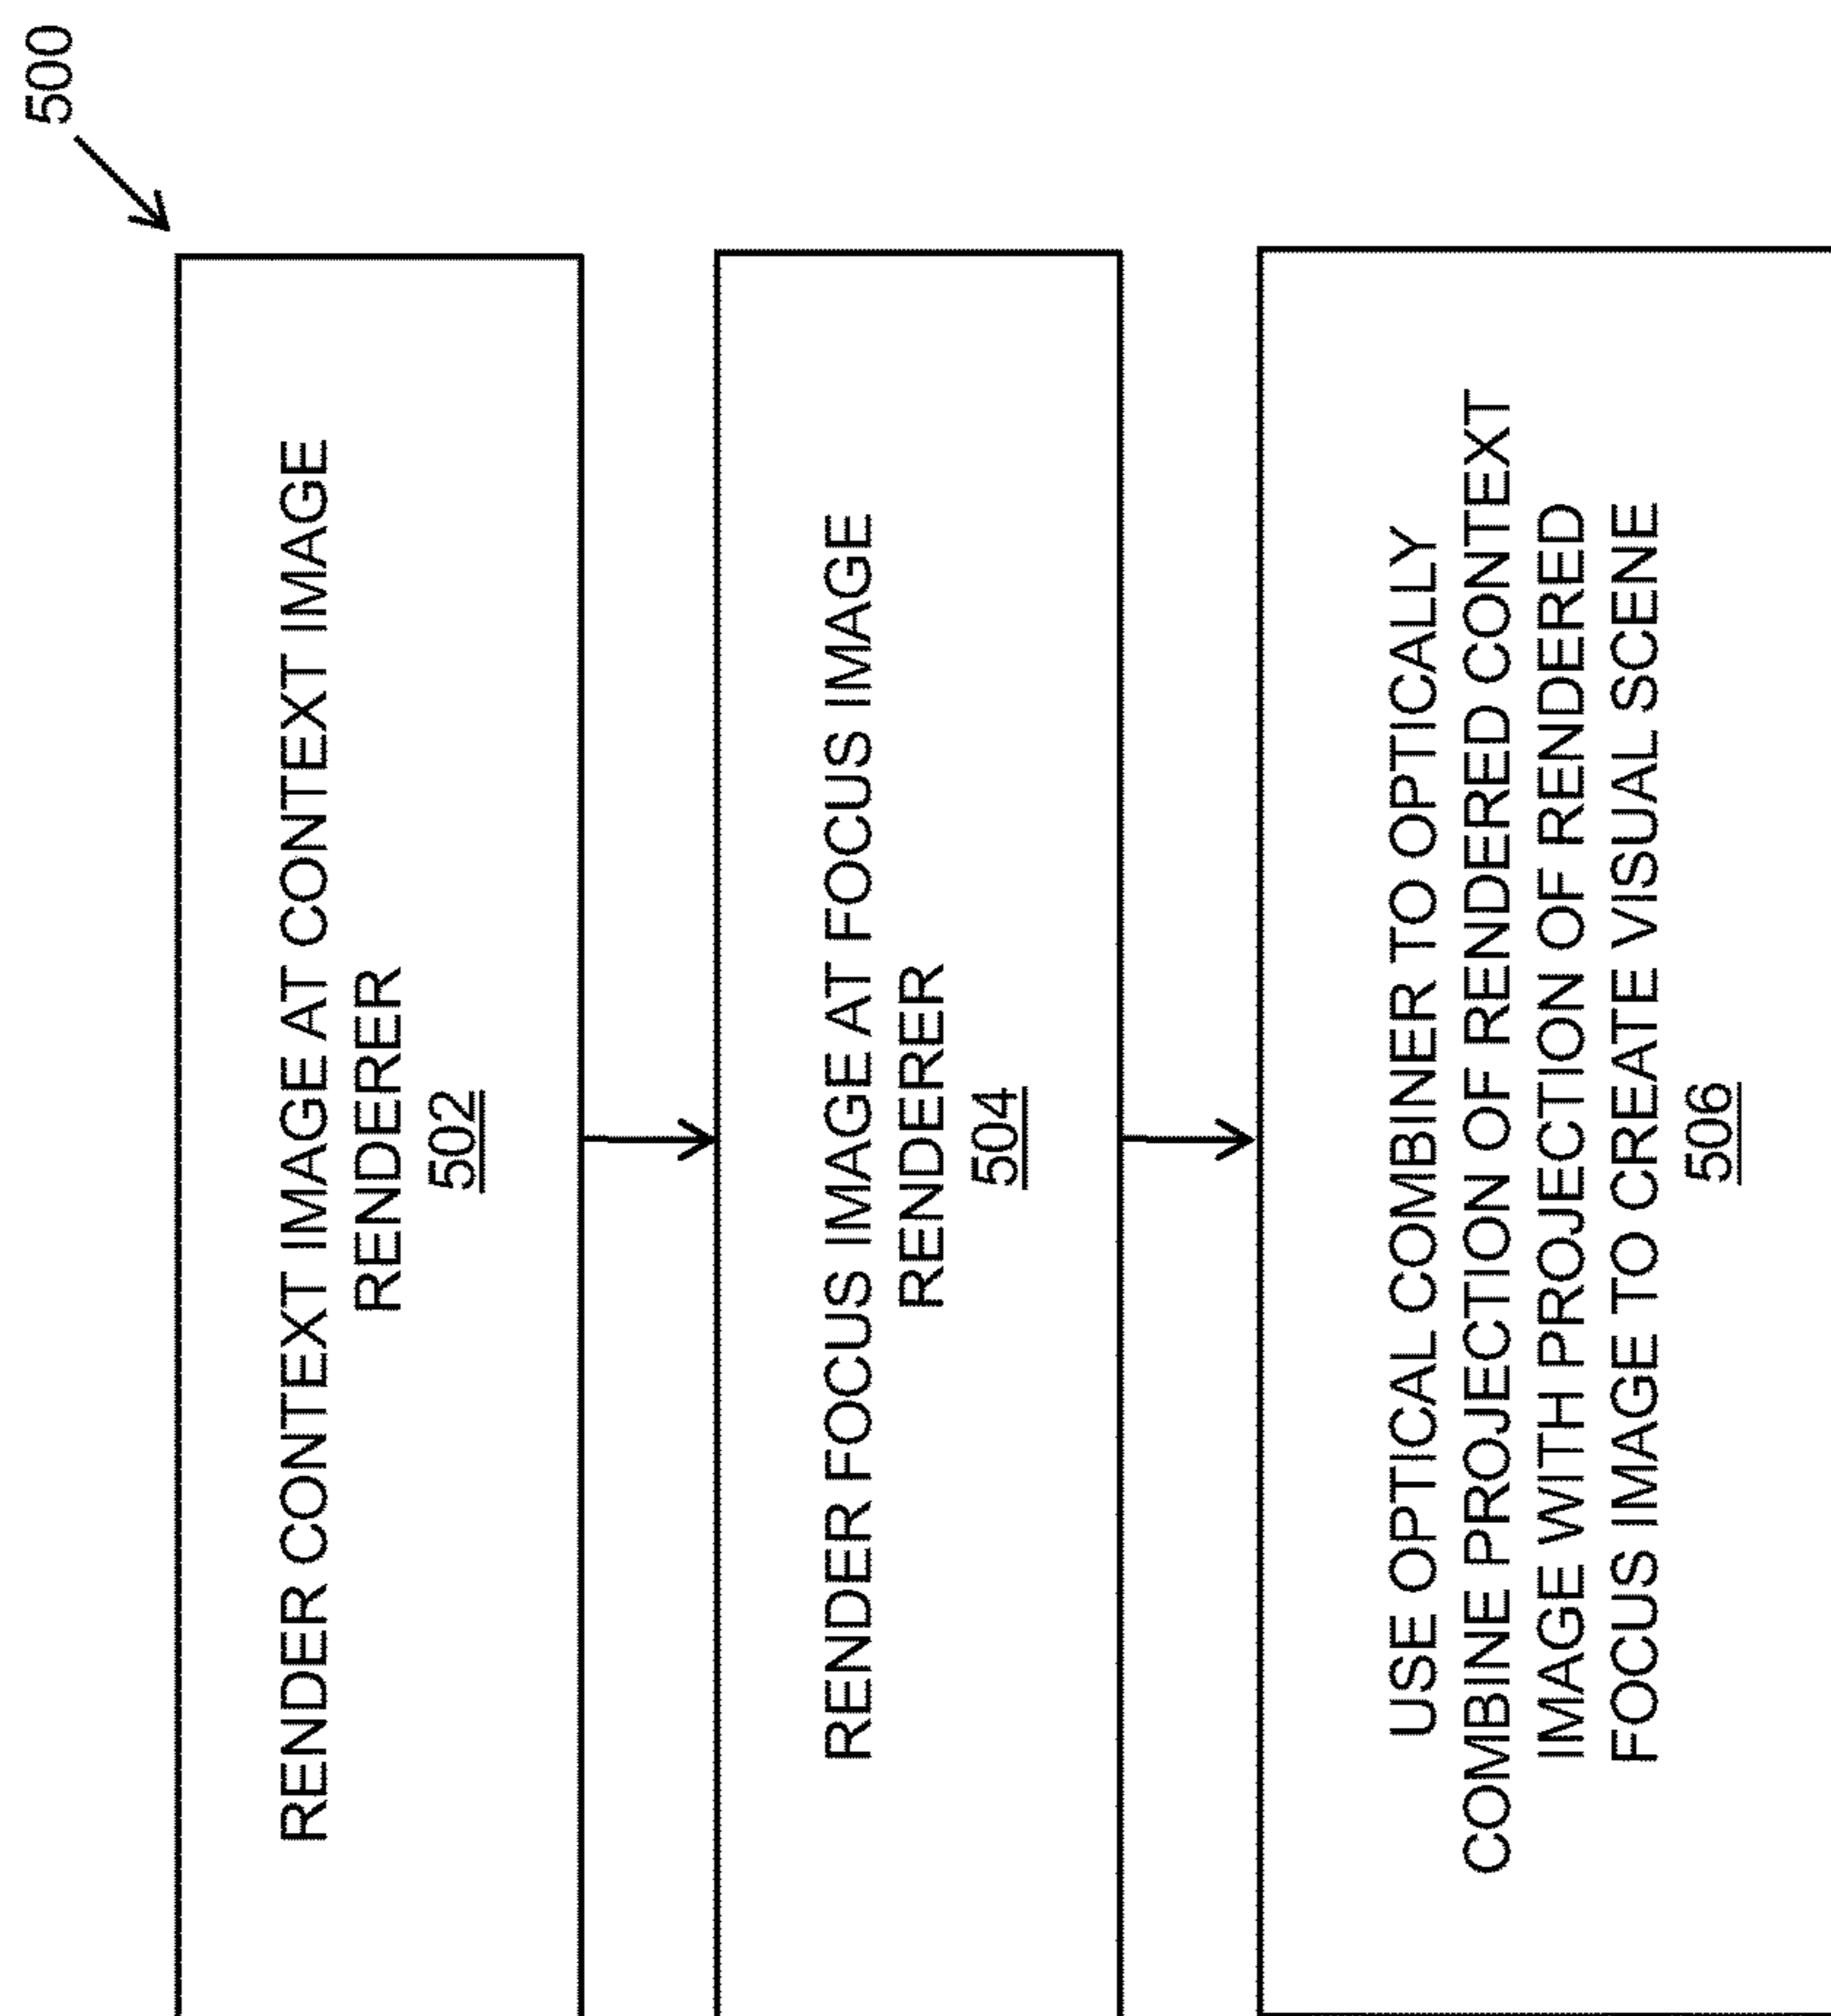 500
RENDER CONTEXT IMAGE AT CONTEXT IMAGE
RENDERER
502
RENDER FOCUS IMAGE AT FOCUS IMAGE
RENDERER
504
USE OPTICAL COMBINER TO OPTICALLY
COMBINE PROJECTION OF RENDERED CONTEXT
IMAGE WITH PROJECTION OF RENDERED
FOCUS IMAGE TO CREATE VISUAL SCENE
506